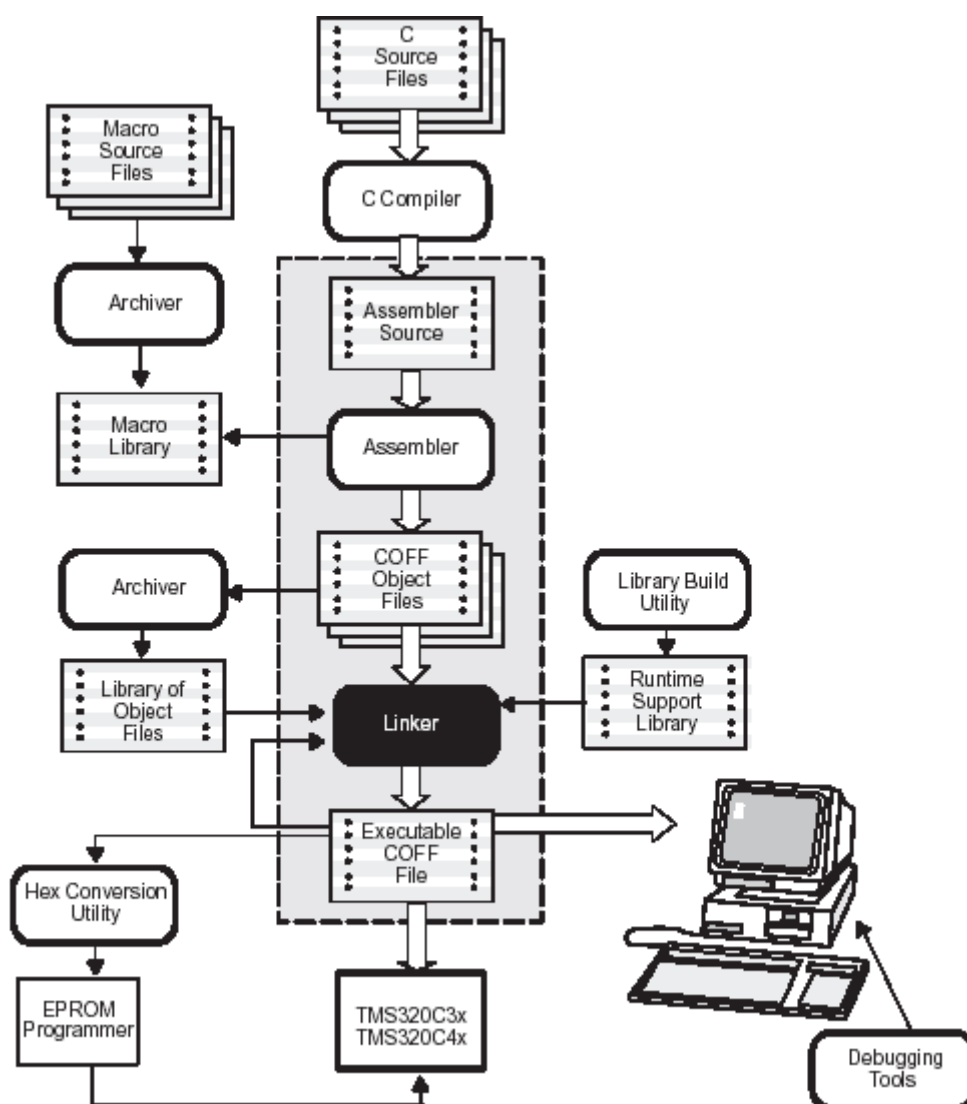 C
Source
Files
Macro
Source
Files
C Compiler
Archiver
Assembler
Source
Macro
Library
Assembler
Archiver
COFF
Object
Files
Library Build
Utility
Library of
Object
Files
Linker
Runtime
Support
Library
Executable
COFF
File
Hex Conversion
Utility
EPROM
Programmer
TMS320C3x
TMS320C4x
Debugging
Tools